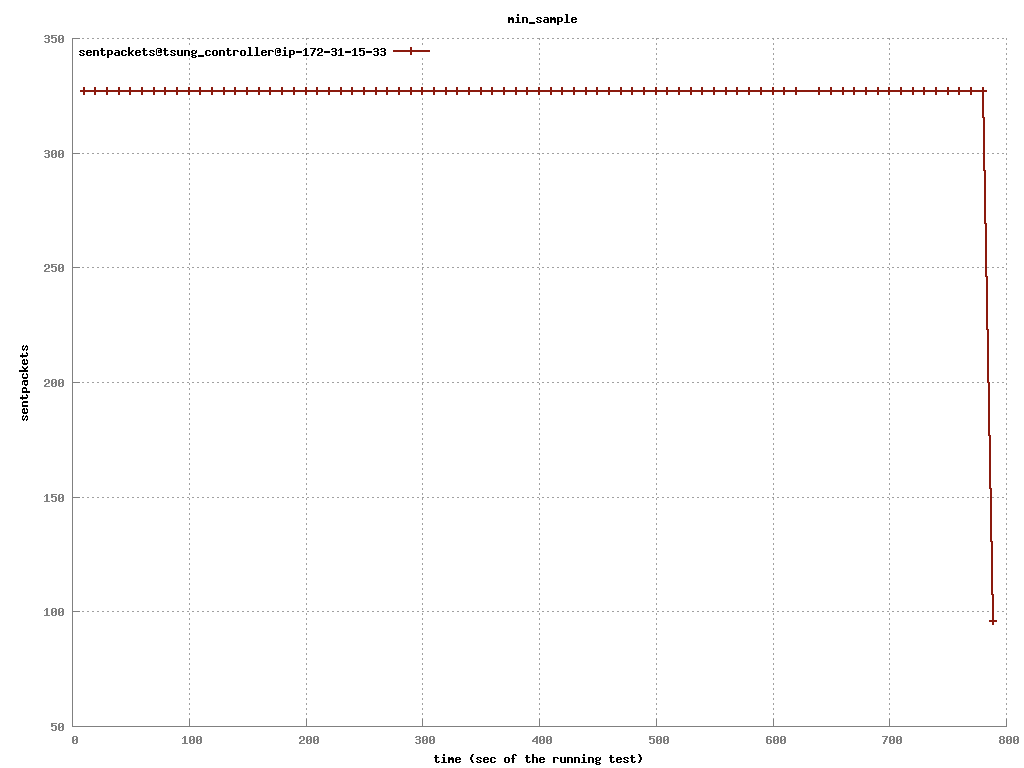 min_sample
350
sentpackets@tsung_controller@ip-172-31-15-33
300
250
200
150
100
50
sentpackets
0 100 200 300 400 500 600 700 800
time (sec of the running test)